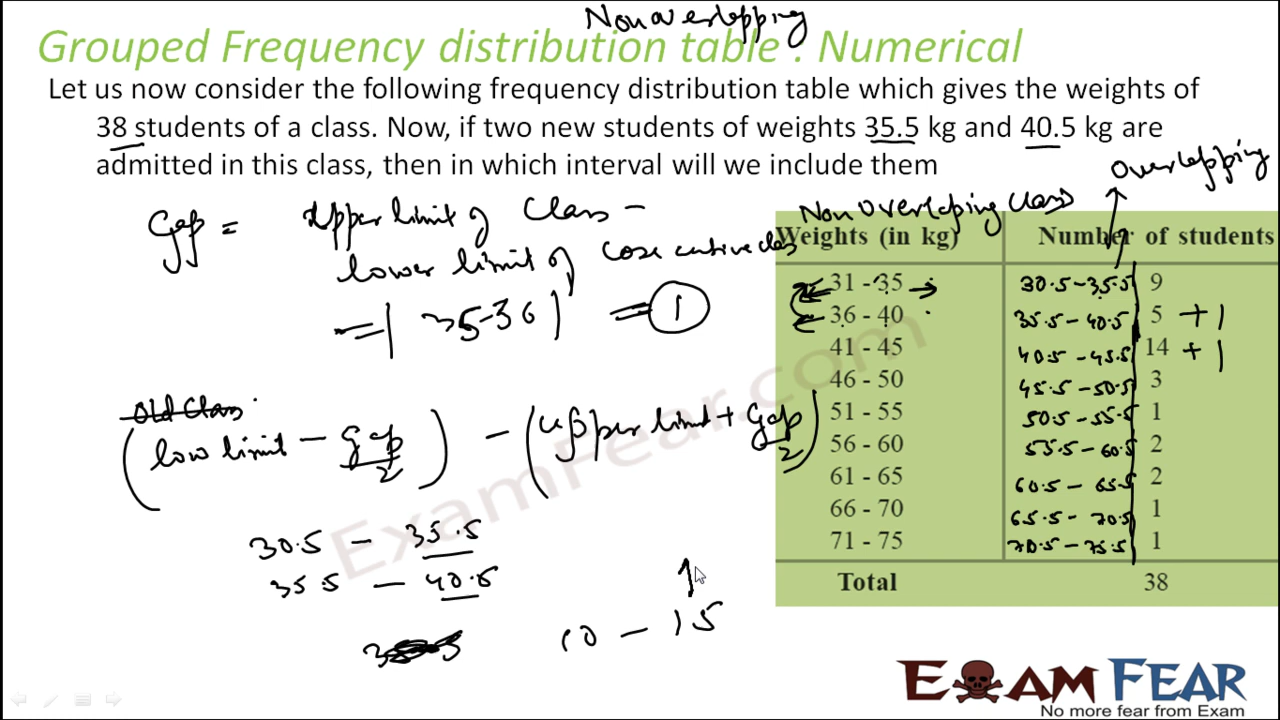 Non overlepping
Grouped Frequency distribution table : Numerical
Let us now consider the following frequency distribution table which gives the weights of
38 students of a class. Now, if two new students of weights 35.5 kg and 40.5 kg are
admitted in this class, then in which interval will we include them
Overlepping
Gap = Upper limit of Class -
lower limit of
= | 35-36 | = 1
Old Class
(low limit - gap/2) - (upper limit + gap/2)
30.5 - 35.5
35.5 - 40.5
10 - 15
Non Overleping Class
Weights (in kg) Number of students
31 - 35 30.5-35.5 9
36 - 40 35.5-40.5 5 +1
41 - 45 40.5-45.5 14 +1
46 - 50 45.5-50.5 3
51 - 55 50.5-55.5 1
56 - 60 55.5-60.5 2
61 - 65 60.5-65.5 2
66 - 70 65.5-70.5 1
71 - 75 70.5-75.5 1
Total 38
ExamFear.com
EXAM FEAR
No more fear from Exam